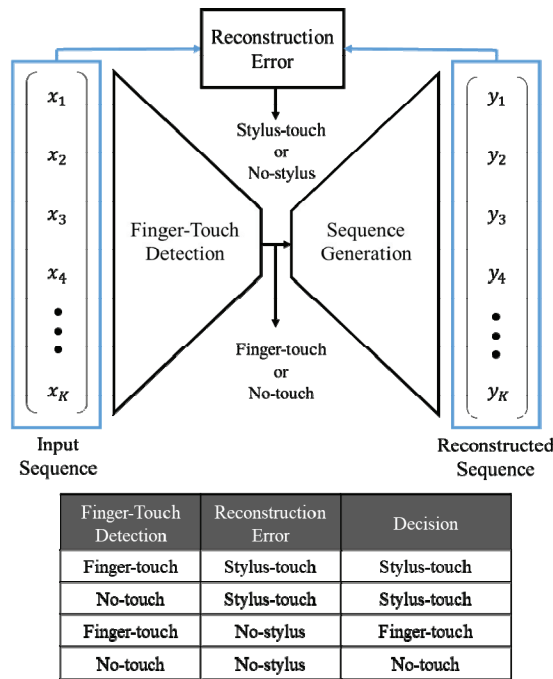 Reconstruction
Error
x₁
x₂
x₃
x₄
x_K
Stylus-touch
or
No-stylus
Finger-Touch
Detection
Sequence
Generation
Finger-touch
or
No-touch
y₁
y₂
y₃
y₄
y_K
Input
Sequence
Reconstructed
Sequence
Finger-Touch Detection | Reconstruction Error | Decision
Finger-touch | Stylus-touch | Stylus-touch
No-touch | Stylus-touch | Stylus-touch
Finger-touch | No-stylus | Finger-touch
No-touch | No-stylus | No-touch